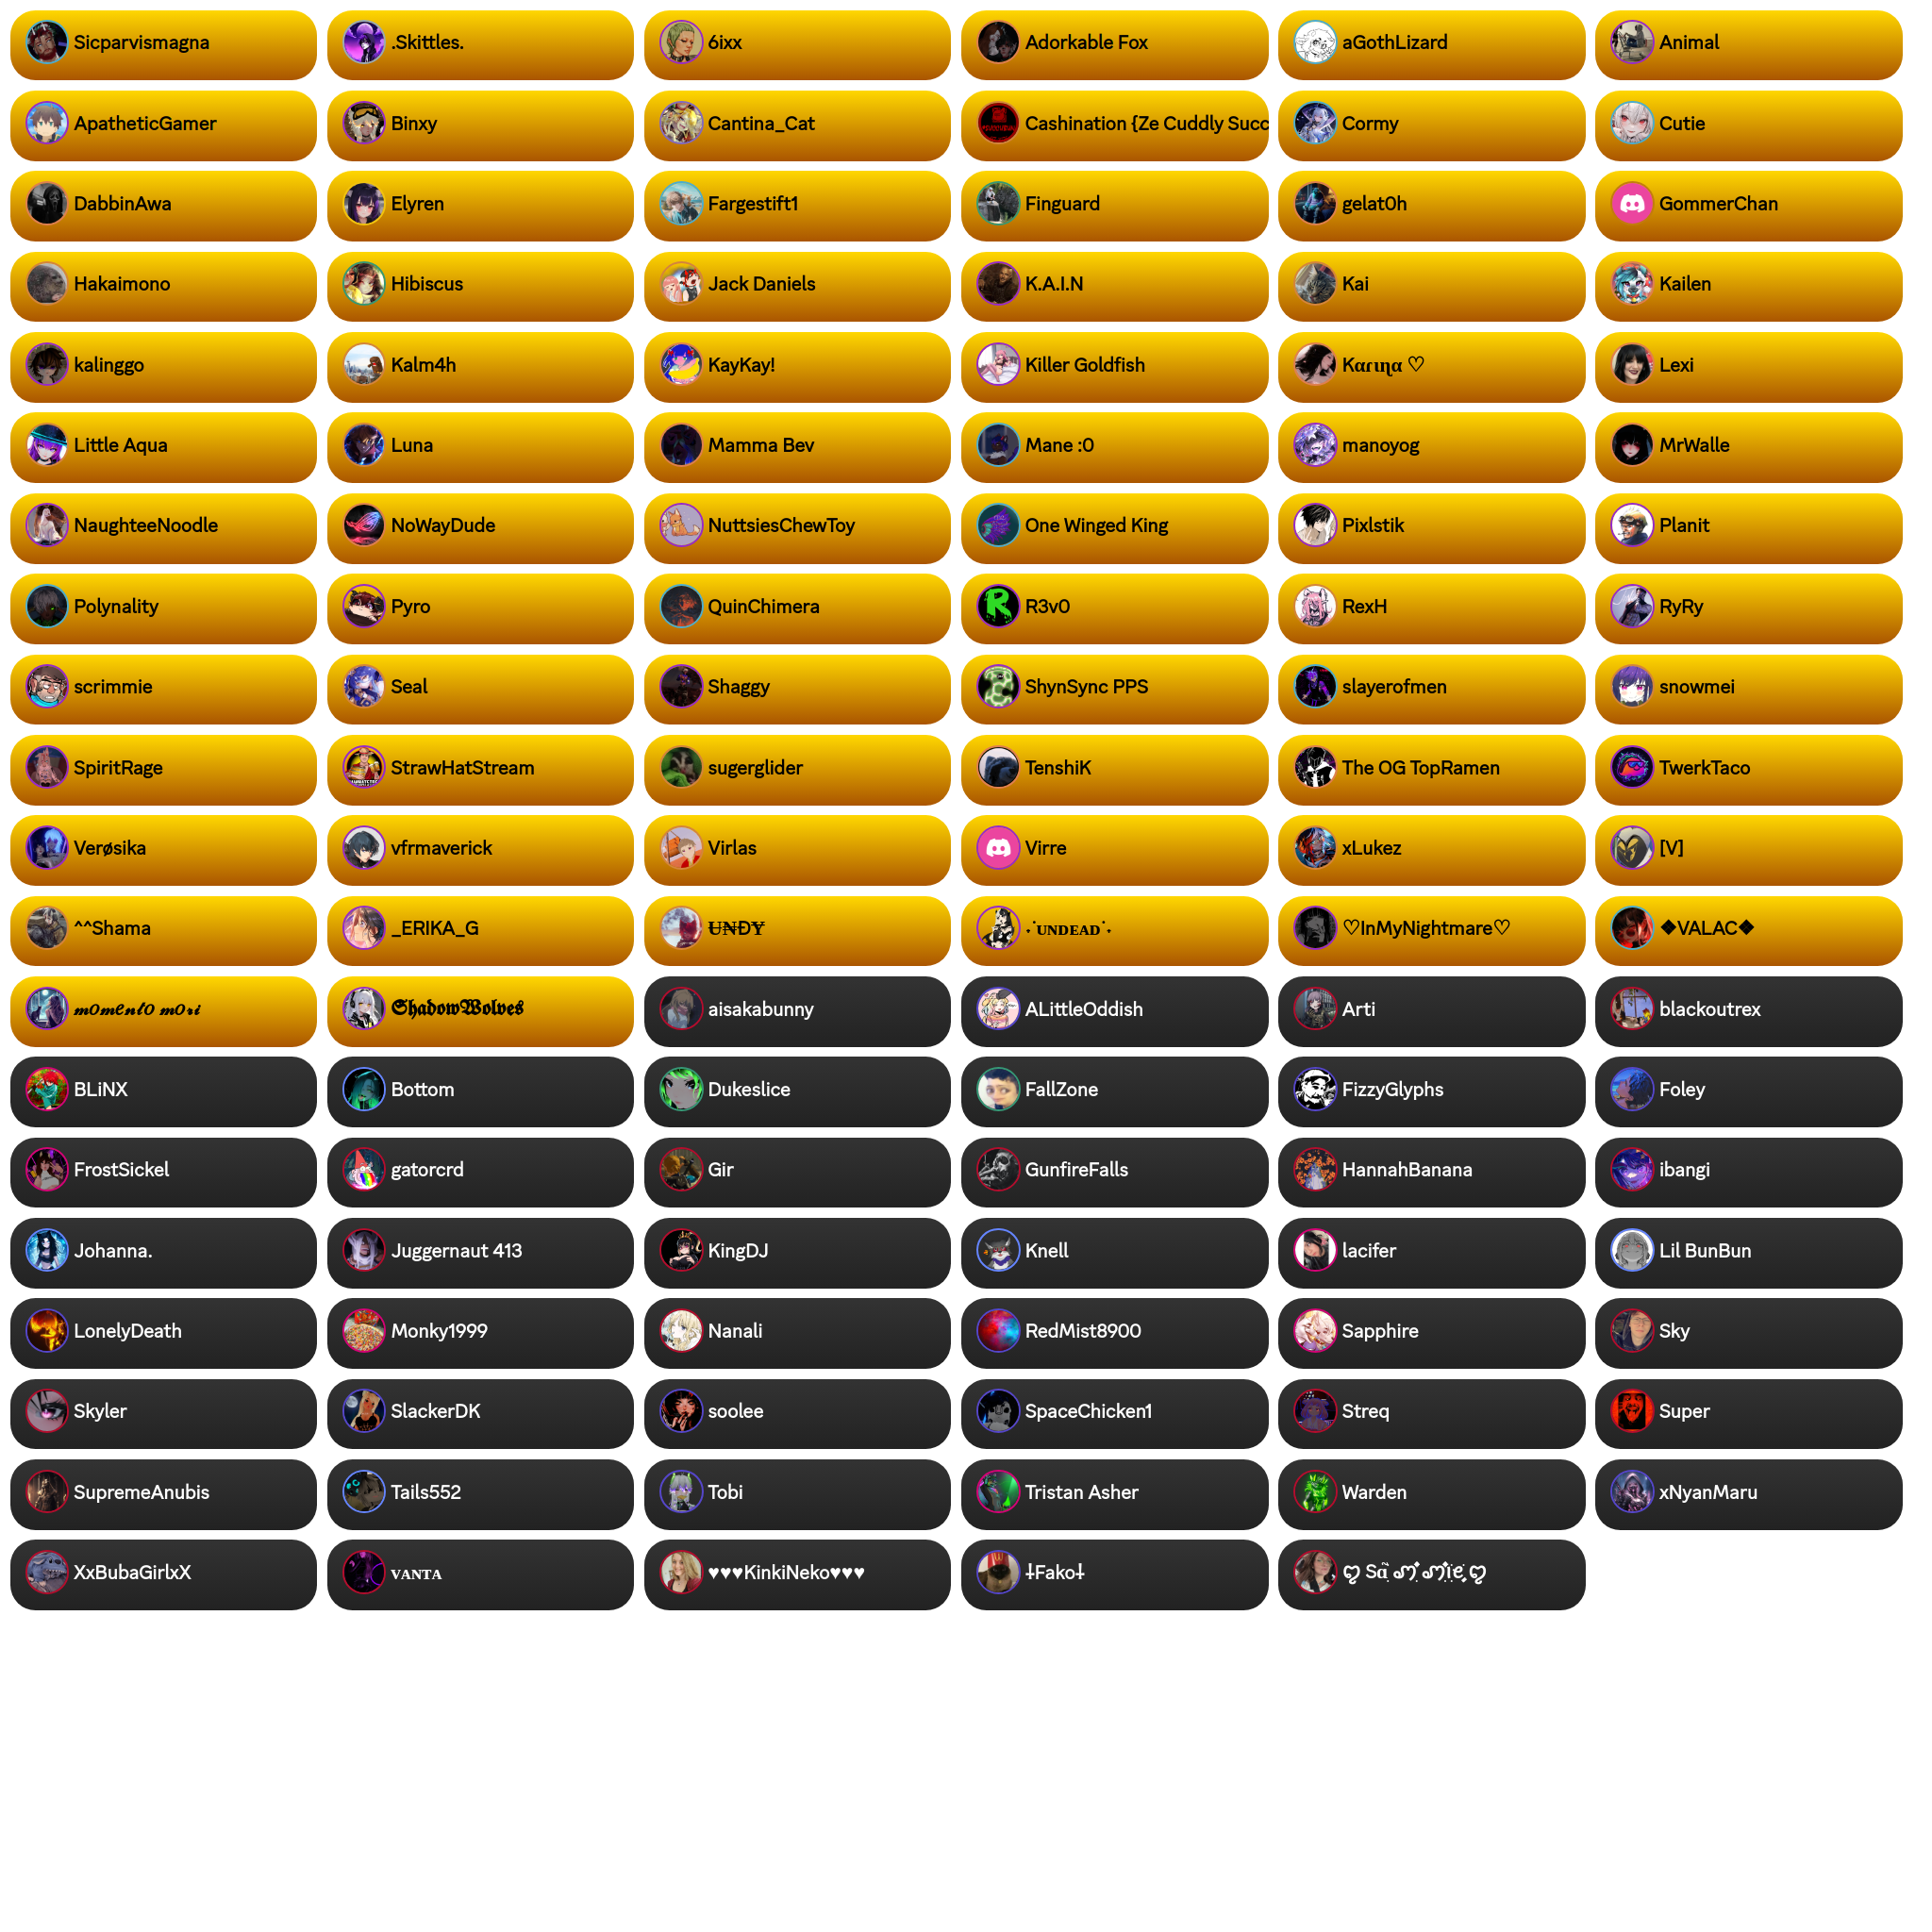 Sicparvismagna
.Skittles.
6ixx
Adorkable Fox
aGothLizard
Animal
ApatheticGamer
Binxy
Cantina_Cat
Cashination {Ze Cuddly Succ
Cormy
Cutie
DabbinAwa
Elyren
Fargestift1
Finguard
gelat0h
GommerChan
Hakaimono
Hibiscus
Jack Daniels
K.A.I.N
Kai
Kailen
kalinggo
Kalm4h
KayKay!
Killer Goldfish
Kαɾιɳα ♡
Lexi
Little Aqua
Luna
Mamma Bev
Mane :0
manoyog
MrWalle
NaughteeNoodle
NoWayDude
NuttsiesChewToy
One Winged King
Pixlstik
Planit
Polynality
Pyro
QuinChimera
R3v0
RexH
RyRy
scrimmie
Seal
Shaggy
ShynSync PPS
slayerofmen
snowmei
SpiritRage
StrawHatStream
sugerglider
TenshiK
The OG TopRamen
TwerkTaco
Verøsika
vfrmaverick
Virlas
Virre
xLukez
[V]
^^Shama
_ERIKA_G
U̶₦ĐɎ
˖˙ᴜɴᴅᴇᴀᴅ˙˖
♡InMyNightmare♡
❖VALAC❖
𝓶𝓸𝓶𝓮𝓷𝓽𝓸 𝓶𝓸𝓻𝓲
𝕾𝖍𝖆𝖉𝖔𝖜𝖂𝖔𝖑𝖛𝖊𝖘
aisakabunny
ALittleOddish
Arti
blackoutrex
BLiNX
Bottom
Dukeslice
FallZone
FizzyGlyphs
Foley
FrostSickel
gatorcrd
Gir
GunfireFalls
HannahBanana
ibangi
Johanna.
Juggernaut 413
KingDJ
Knell
lacifer
Lil BunBun
LonelyDeath
Monky1999
Nanali
RedMist8900
Sapphire
Sky
Skyler
SlackerDK
soolee
SpaceChicken1
Streq
Super
SupremeAnubis
Tails552
Tobi
Tristan Asher
Warden
xNyanMaru
XxBubaGirlxX
ᴠᴀɴᴛᴀ
♥♥♥KinkiNeko♥♥♥
⸸Fako⸸